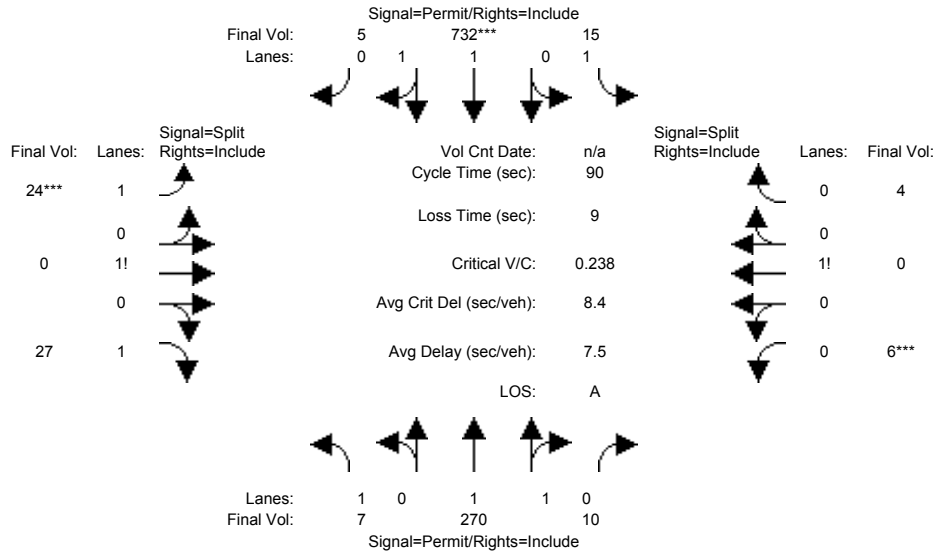 Signal=Permit/Rights=Include
Final Vol: 5 732*** 15
Lanes: 0 1 1 0 1
Signal=Split
Final Vol: Lanes: Rights=Include
Vol Cnt Date: n/a
Signal=Split
Rights=Include Lanes: Final Vol:
Cycle Time (sec): 90
24*** 1
0 4
Loss Time (sec): 9
0
0
0 1!
Critical V/C: 0.238
1! 0
0
Avg Crit Del (sec/veh): 8.4
0
27 1
Avg Delay (sec/veh): 7.5
0 6***
LOS: A
Lanes: 1 0 1 1 0
Final Vol: 7 270 10
Signal=Permit/Rights=Include